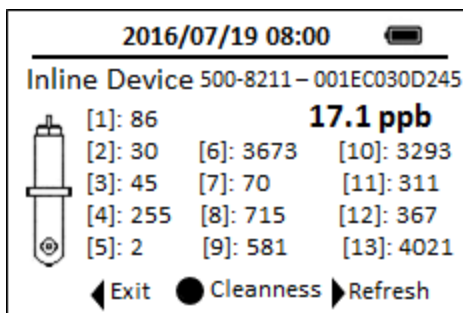 2016/07/19 08:00
Inline Device 500-8211 – 001EC030D245
[1]: 86 17.1 ppb
[2]: 30 [6]: 3673 [10]: 3293
[3]: 45 [7]: 70 [11]: 311
[4]: 255 [8]: 715 [12]: 367
[5]: 2 [9]: 581 [13]: 4021
Exit Cleanness Refresh